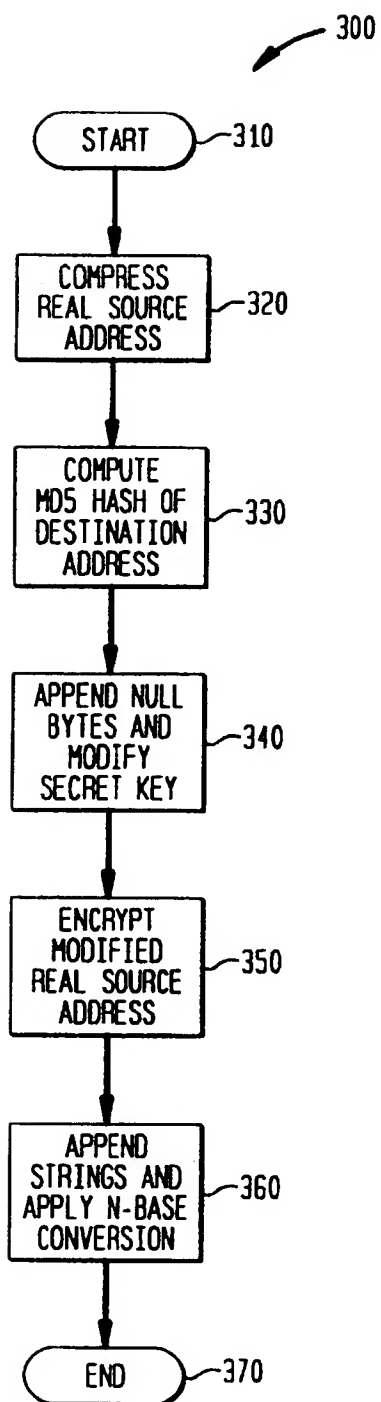 300
START
310
COMPRESS
REAL SOURCE
ADDRESS
320
COMPUTE
MD5 HASH OF
DESTINATION
ADDRESS
330
APPEND NULL
BYTES AND
MODIFY
SECRET KEY
340
ENCRYPT
MODIFIED
REAL SOURCE
ADDRESS
350
APPEND
STRINGS AND
APPLY N-BASE
CONVERSION
360
END
370